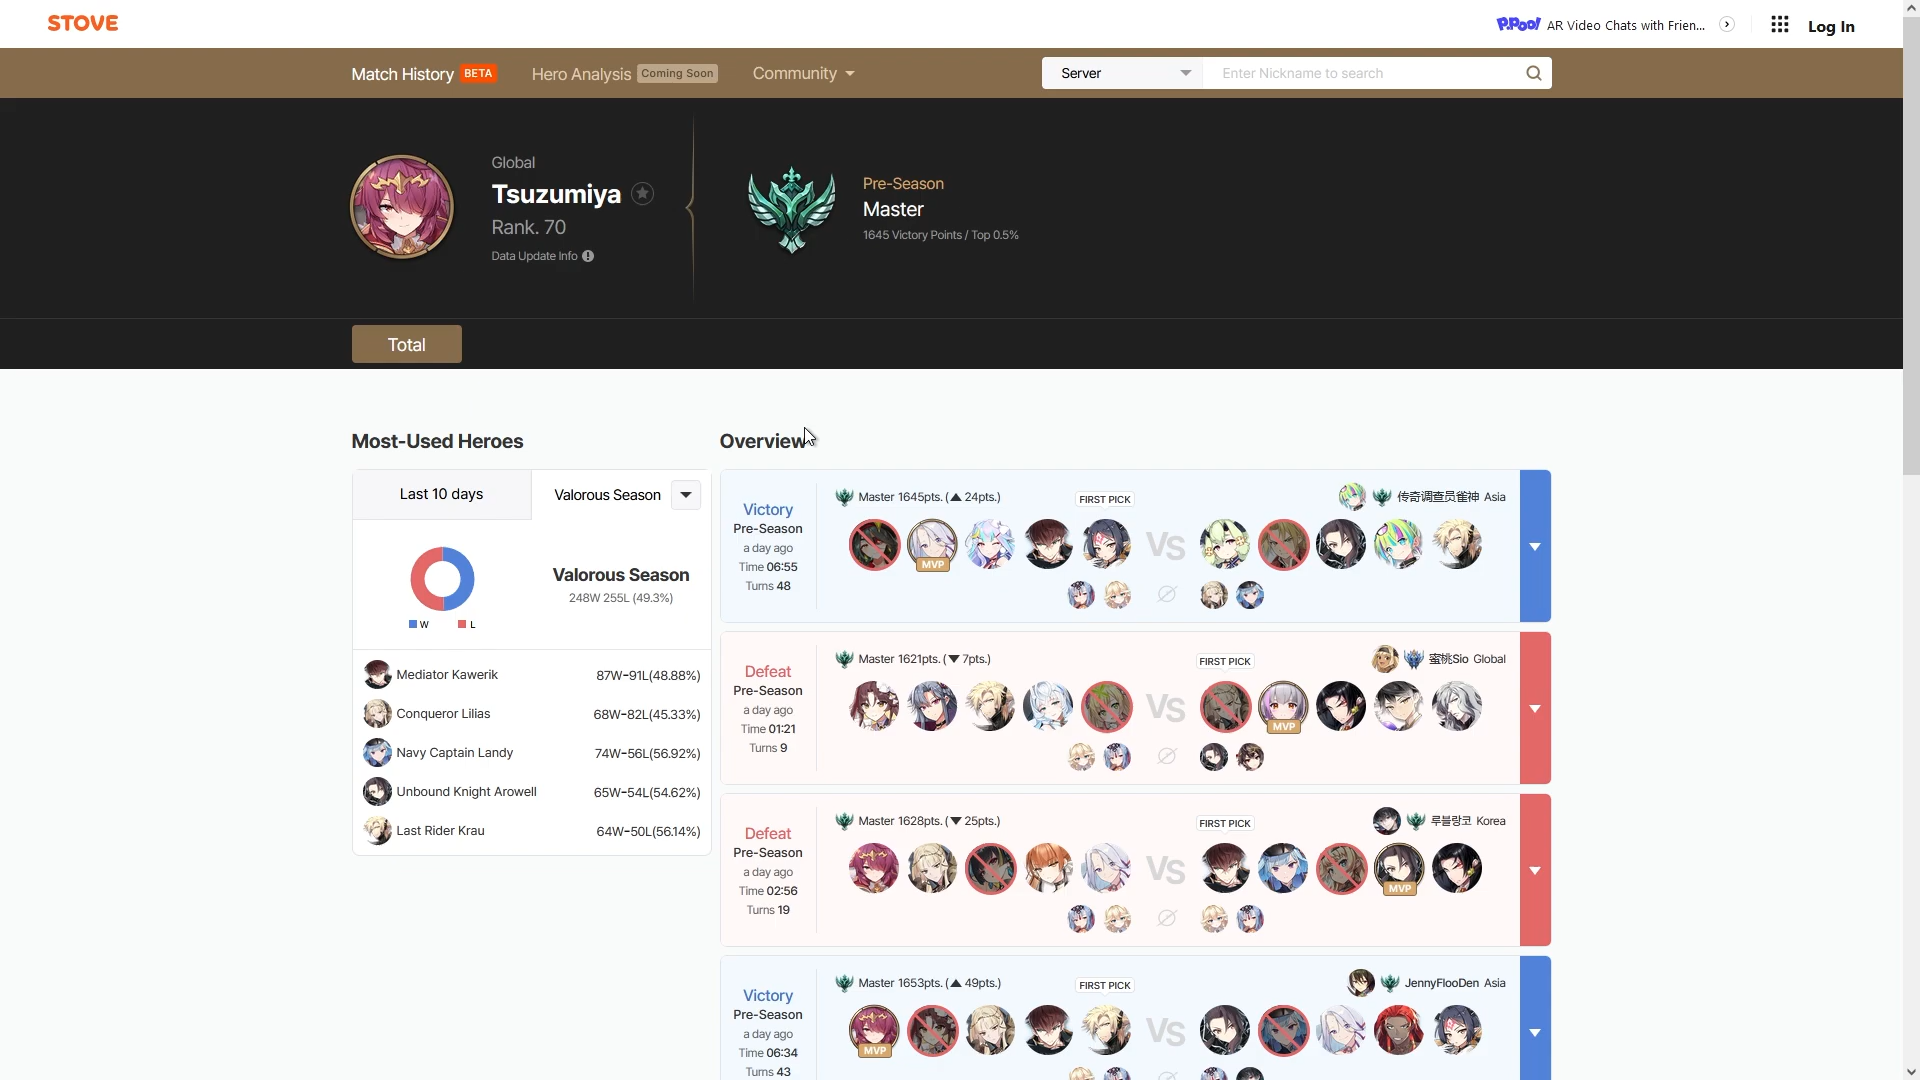 STOVE
P.Pool AR Video Chats with Frien...
Log In
Match History BETA
Hero Analysis Coming Soon
Community
Server
Enter Nickname to search
Global
Tsuzumiya
Rank. 70
Data Update Info
Pre-Season
Master
1645 Victory Points / Top 0.5%
Total
Most-Used Heroes
Last 10 days
Valorous Season
Valorous Season
248W 255L (49.3%)
W L
Mediator Kawerik 87W-91L(48.88%)
Conqueror Lilias 68W-82L(45.33%)
Navy Captain Landy 74W-56L(56.92%)
Unbound Knight Arowell 65W-54L(54.62%)
Last Rider Krau 64W-50L(56.14%)
Overview
Victory
Pre-Season
a day ago
Time 06:55
Turns 48
Master 1645pts. (▲ 24pts.)
FIRST PICK
传奇调查员雀神 Asia
MVP
VS
Defeat
Pre-Season
a day ago
Time 01:21
Turns 9
Master 1621pts. (▼ 7pts.)
FIRST PICK
蜜桃Sio Global
VS
MVP
Defeat
Pre-Season
a day ago
Time 02:56
Turns 19
Master 1628pts. (▼ 25pts.)
FIRST PICK
루블랑코 Korea
VS
MVP
Victory
Pre-Season
a day ago
Time 06:34
Turns 43
Master 1653pts. (▲ 49pts.)
FIRST PICK
JennyFlooDen Asia
MVP
VS